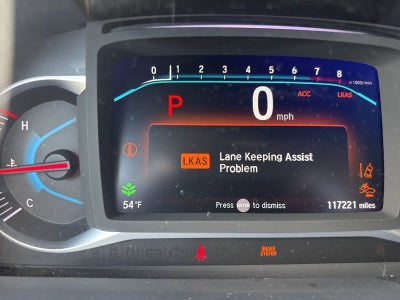 0 1 2 3 4 5 6 7 8 x1000r/min
ACC LKAS
P 0 mph
H
C
LKAS Lane Keeping Assist
Problem
54°F Press ENTER to dismiss 117221 miles
BRAKE
SYSTEM